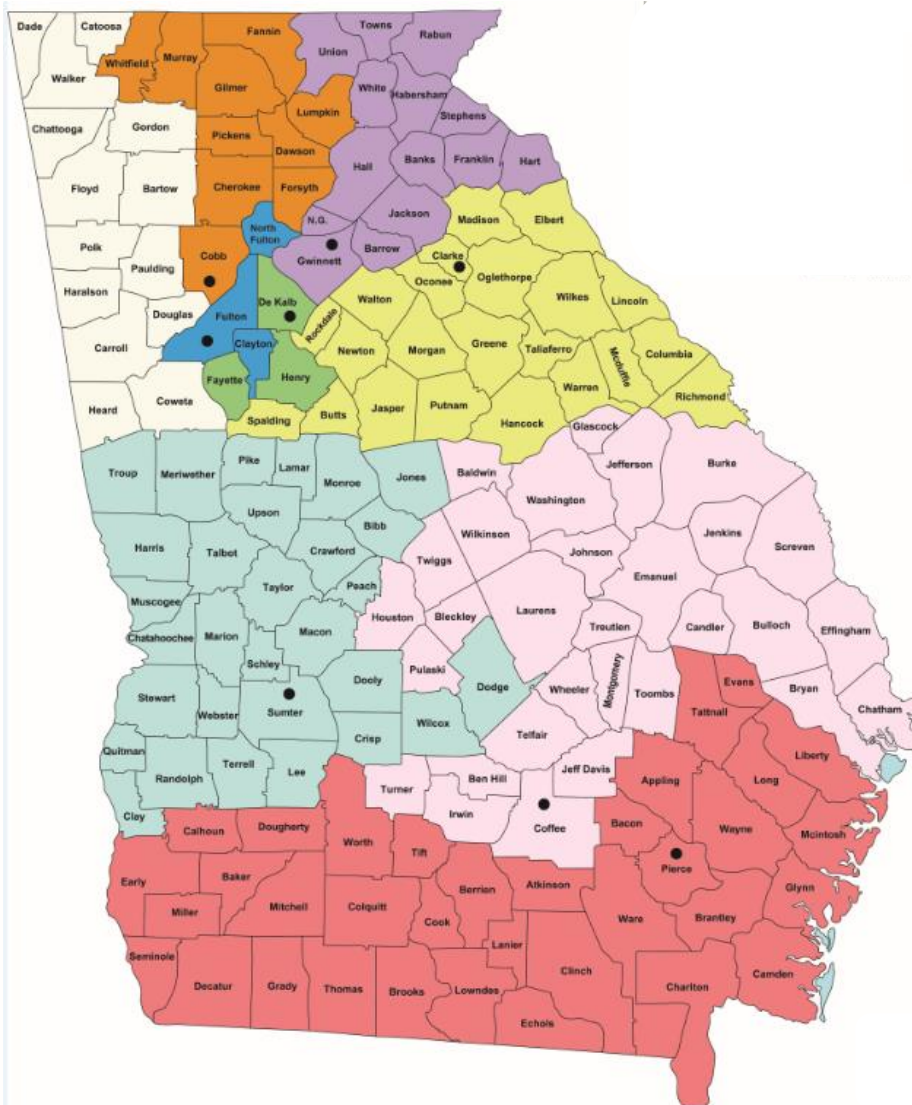 Dade
Catoosa
Fannin
Towns
Rabun
Union
Whitfield
Murray
Walker
Gilmer
White
Habersham
Lumpkin
Stephens
Chattooga
Gordon
Pickens
Dawson
Hall
Banks
Franklin
Hart
Floyd
Bartow
Cherokee
Forsyth
Jackson
Madison
Elbert
N.G.
North
Fulton
Polk
Cobb
Gwinnett
Barrow
Clarke
Oconee
Oglethorpe
Paulding
Haralson
Douglas
Fulton
De Kalb
Walton
Wilkes
Lincoln
Rockdale
Clayton
Carroll
Newton
Morgan
Greene
Taliaferro
Mcduffie
Columbia
Fayette
Henry
Warren
Richmond
Heard
Coweta
Spalding
Butts
Jasper
Putnam
Hancock
Glascock
Troup
Meriwether
Pike
Lamar
Monroe
Jones
Baldwin
Jefferson
Burke
Washington
Upson
Bibb
Wilkinson
Jenkins
Screven
Harris
Talbot
Crawford
Twiggs
Johnson
Emanuel
Taylor
Peach
Muscogee
Houston
Bleckley
Laurens
Treutlen
Candler
Bulloch
Effingham
Chatahoochee
Marion
Macon
Schley
Pulaski
Montgomery
Stewart
Webster
Sumter
Dooly
Dodge
Wheeler
Toombs
Evans
Tattnall
Bryan
Chatham
Quitman
Wilcox
Telfair
Crisp
Randolph
Terrell
Lee
Liberty
Long
Clay
Turner
Ben Hill
Jeff Davis
Appling
Irwin
Coffee
Bacon
Wayne
Mcintosh
Calhoun
Dougherty
Worth
Tift
Pierce
Early
Baker
Berrien
Atkinson
Glynn
Miller
Mitchell
Colquitt
Cook
Ware
Brantley
Seminole
Lanier
Clinch
Camden
Decatur
Grady
Thomas
Brooks
Lowndes
Charlton
Echols